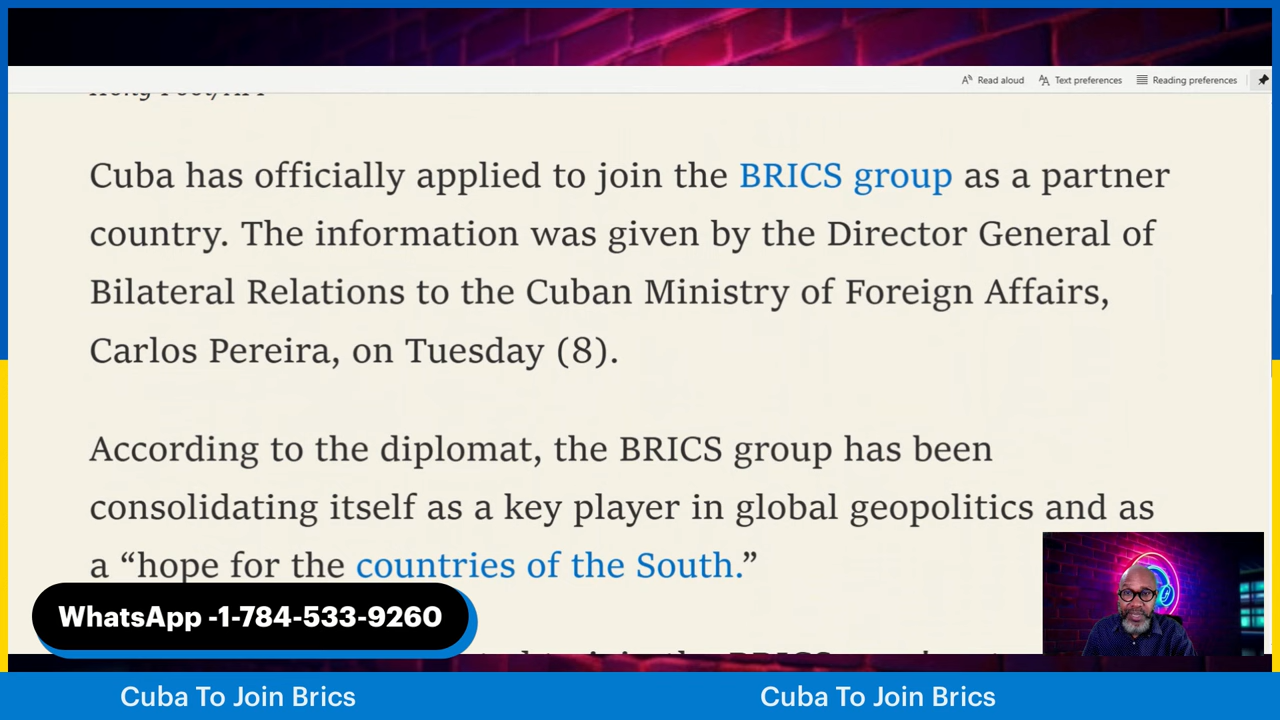 Read aloud
Text preferences
Reading preferences
Cuba has officially applied to join the BRICS group as a partner
country. The information was given by the Director General of
Bilateral Relations to the Cuban Ministry of Foreign Affairs,
Carlos Pereira, on Tuesday (8).
According to the diplomat, the BRICS group has been
consolidating itself as a key player in global geopolitics and as
a “hope for the countries of the South.”
WhatsApp -1-784-533-9260
Cuba To Join Brics
Cuba To Join Brics